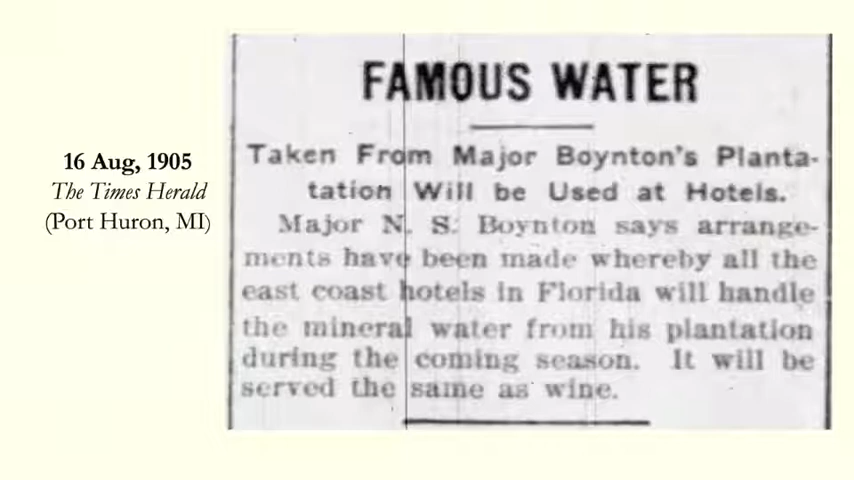 16 Aug, 1905
The Times Herald
(Port Huron, MI)
FAMOUS WATER
Taken From Major Boynton's Planta-
tation Will be Used at Hotels.
Major N. S. Boynton says arrange-
ments have been made whereby all the
east coast hotels in Florida will handle
the mineral water from his plantation
during the coming season. It will be
served the same as wine.